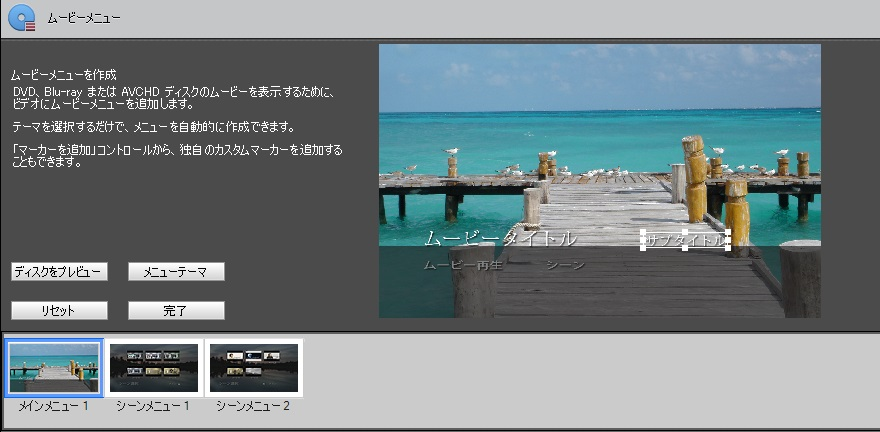 ムービーメニュー
ムービーメニューを作成
DVD、Blu-ray または AVCHD ディスクのムービーを表示するために、
ビデオにムービーメニューを追加します。
テーマを選択するだけで、メニューを自動的に作成できます。
「マーカーを追加」コントロールから、独自のカスタムマーカーを追加する
こともできます。
ムービータイトル
サブタイトル
ムービー再生
シーン
ディスクをプレビュー
メニューテーマ
リセット
完了
メインメニュー 1
シーンメニュー 1
シーンメニュー 2